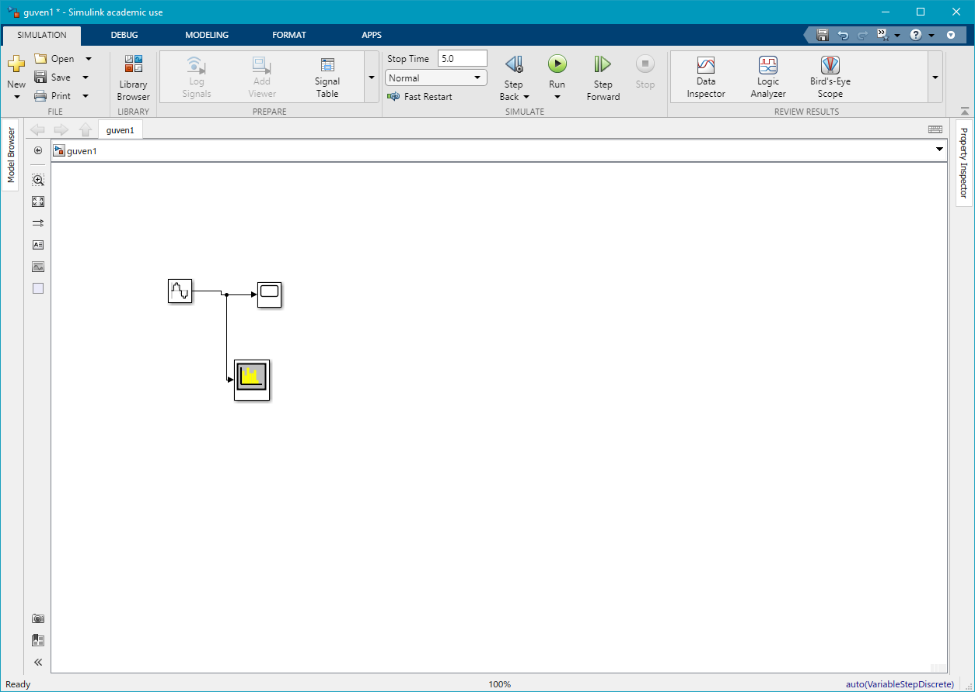 guven1 * - Simulink academic use
SIMULATION DEBUG MODELING FORMAT APPS
New
Open
Save
Print
FILE
Library Browser
LIBRARY
Log Signals
Add Viewer
Signal Table
PREPARE
Stop Time 5.0
Normal
Fast Restart
Step Back
Run
Step Forward
Stop
SIMULATE
Data Inspector
Logic Analyzer
Bird's-Eye Scope
REVIEW RESULTS
Model Browser
guven1
guven1
Property Inspector
Ready 100% auto(VariableStepDiscrete)